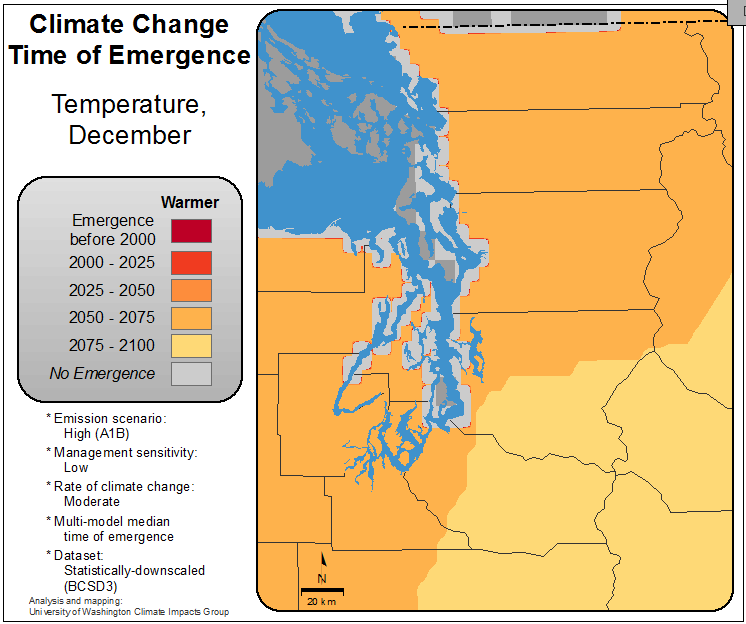 Climate Change
Time of Emergence
Temperature,
December
Warmer
Emergence
before 2000
2000 - 2025
2025 - 2050
2050 - 2075
2075 - 2100
No Emergence
* Emission scenario:
High (A1B)
* Management sensitivity:
Low
* Rate of climate change:
Moderate
* Multi-model median
time of emergence
* Dataset:
Statistically-downscaled
(BCSD3)
Analysis and mapping:
University of Washington Climate Impacts Group
N
20 km